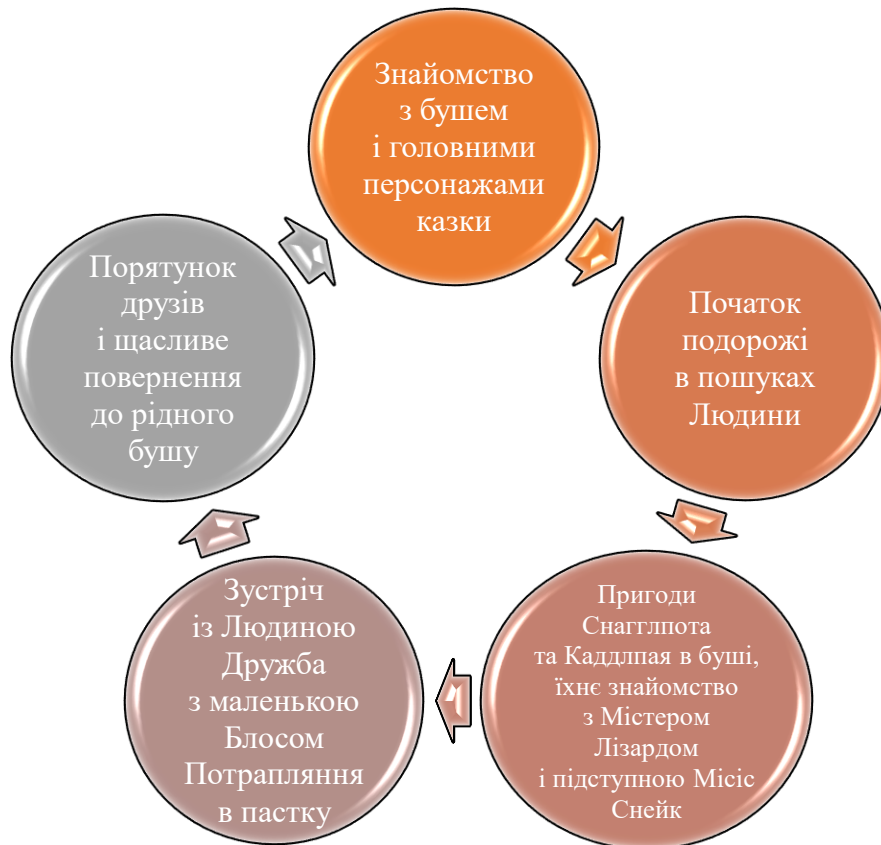 Знайомство
з бушем
і головними
персонажами
казки
Початок
подорожі
в пошуках
Людини
Пригоди
Снагглпота
та Каддлпая в буші,
їхнє знайомство
з Містером
Лізардом
і підступною Місіс
Снейк
Зустріч
із Людиною
Дружба
з маленькою
Блосом
Потрапляння
в пастку
Порятунок
друзів
і щасливе
повернення
до рідного
бушу